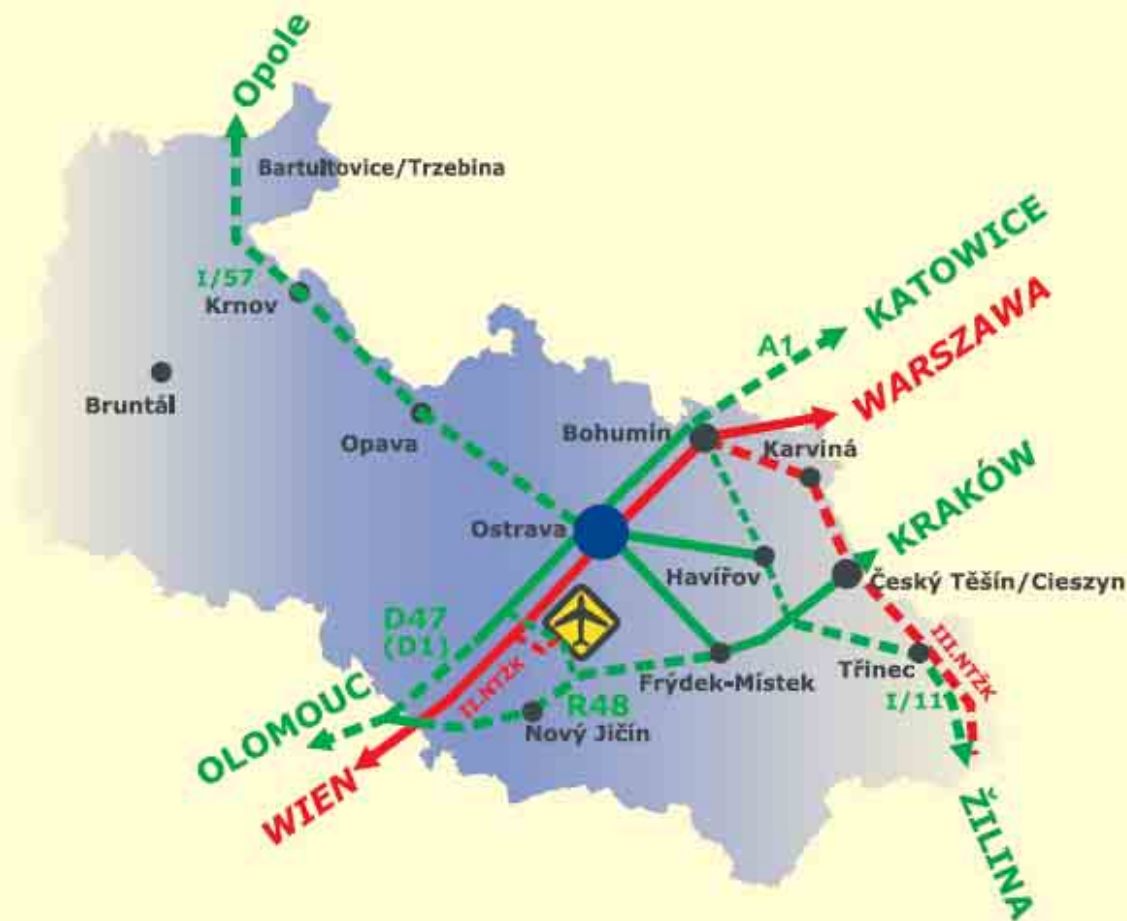 Opole
Bartultovice/Trzebina
I/57
Krnov
KATOWICE
A1
WARSZAWA
Bruntál
Opava
Bohumín
Karviná
KRAKÓW
Ostrava
Havířov
Český Těšín/Cieszyn
D47
(D1)
III.NTŽK
II.NTŽK
Frýdek-Místek
Třinec
I/11
R48
Nový Jičín
OLOMOUC
WIEN
ŽILINA